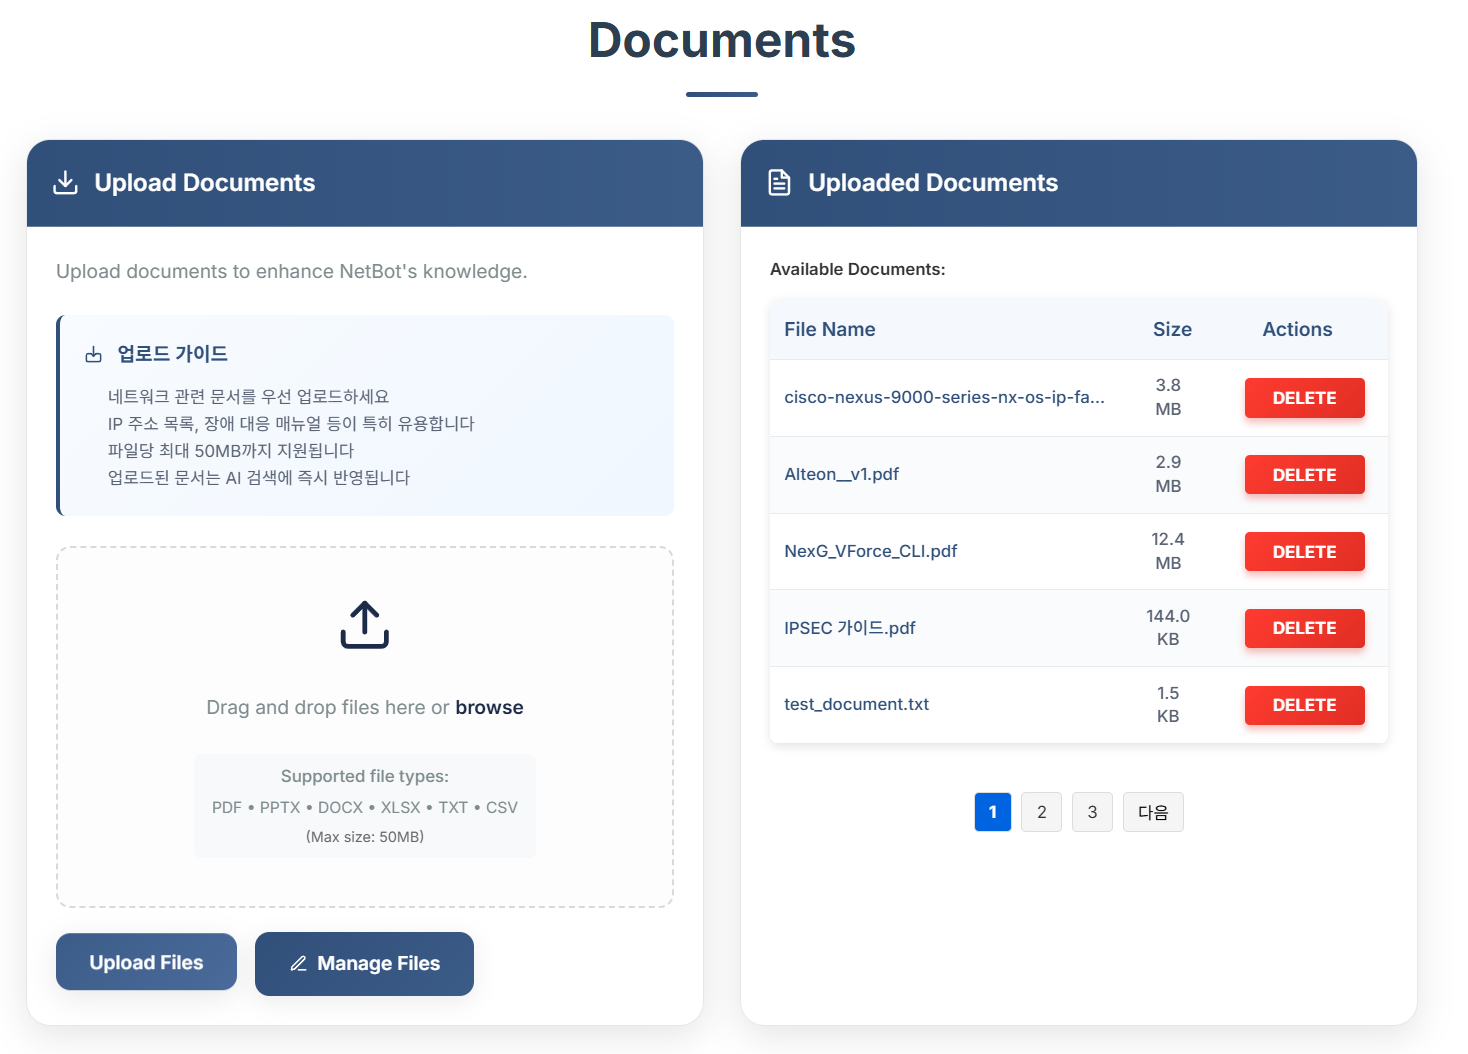 Documents
Upload Documents
Upload documents to enhance NetBot's knowledge.
업로드 가이드
네트워크 관련 문서를 우선 업로드하세요
IP 주소 목록, 장애 대응 매뉴얼 등이 특히 유용합니다
파일당 최대 50MB까지 지원됩니다
업로드된 문서는 AI 검색에 즉시 반영됩니다
Drag and drop files here or browse
Supported file types:
PDF • PPTX • DOCX • XLSX • TXT • CSV
(Max size: 50MB)
Upload Files
Manage Files
Uploaded Documents
Available Documents:
File Name Size Actions
cisco-nexus-9000-series-nx-os-ip-fa... 3.8 MB DELETE
Alteon__v1.pdf 2.9 MB DELETE
NexG_VForce_CLI.pdf 12.4 MB DELETE
IPSEC 가이드.pdf 144.0 KB DELETE
test_document.txt 1.5 KB DELETE
1 2 3 다음